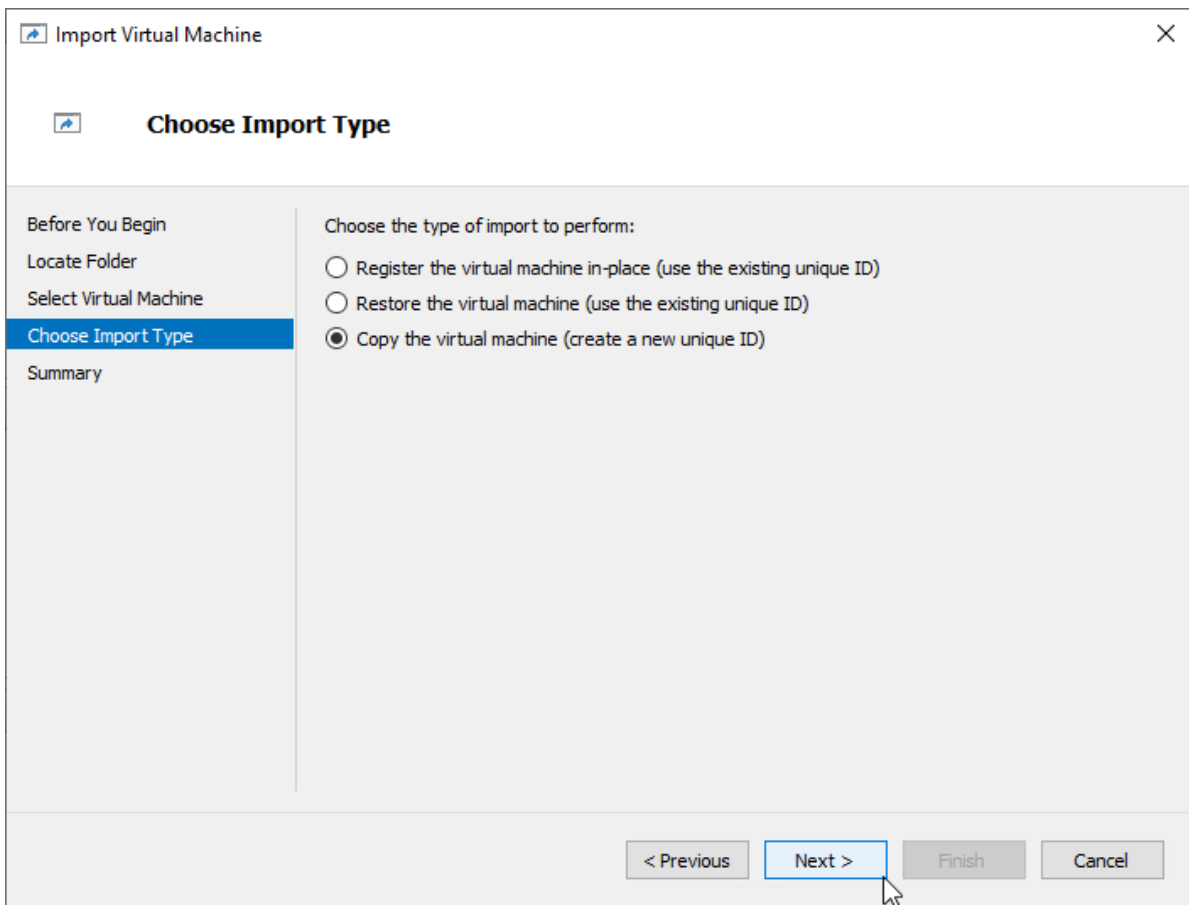 Import Virtual Machine
Choose Import Type
Before You Begin
Locate Folder
Select Virtual Machine
Choose Import Type
Summary
Choose the type of import to perform:
Register the virtual machine in-place (use the existing unique ID)
Restore the virtual machine (use the existing unique ID)
Copy the virtual machine (create a new unique ID)
< Previous
Next >
Finish
Cancel